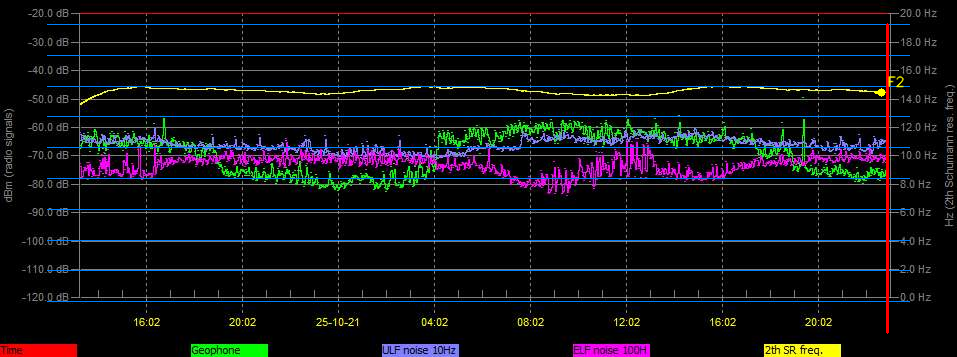 -20.0 dB 20.0 Hz
-30.0 dB 18.0 Hz
-40.0 dB 16.0 Hz
F2
-50.0 dB 14.0 Hz
-60.0 dB 12.0 Hz
-70.0 dB 10.0 Hz
-80.0 dB 8.0 Hz
-90.0 dB 6.0 Hz
-100.0 dB 4.0 Hz
-110.0 dB 2.0 Hz
-120.0 dB 0.0 Hz
dBm (radio signals)
Hz (2th Schumann res. freq.)
16:02 20:02 25-10-21 04:02 08:02 12:02 16:02 20:02
Time Geophone ULF noise 10Hz ELF noise 100H 2th SR freq.